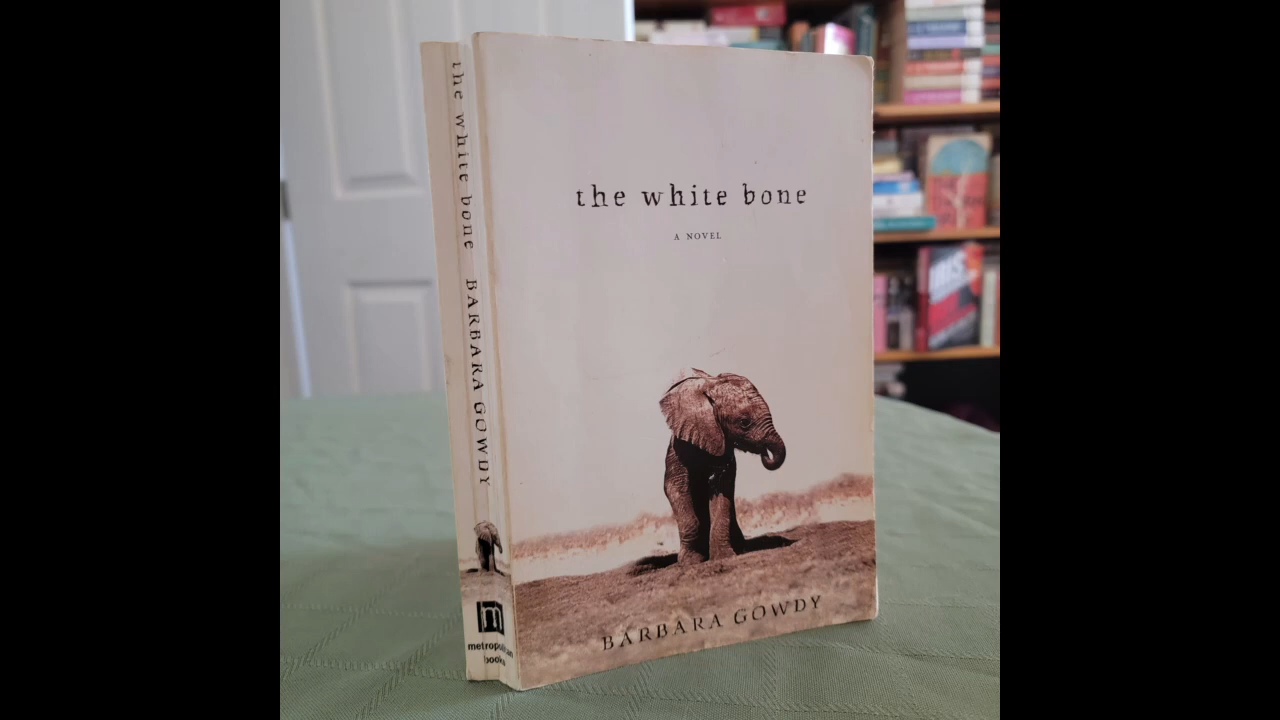 the white bone
BARBARA GOWDY
m
metropolitan
books
the white bone
A NOVEL
BARBARA GOWDY